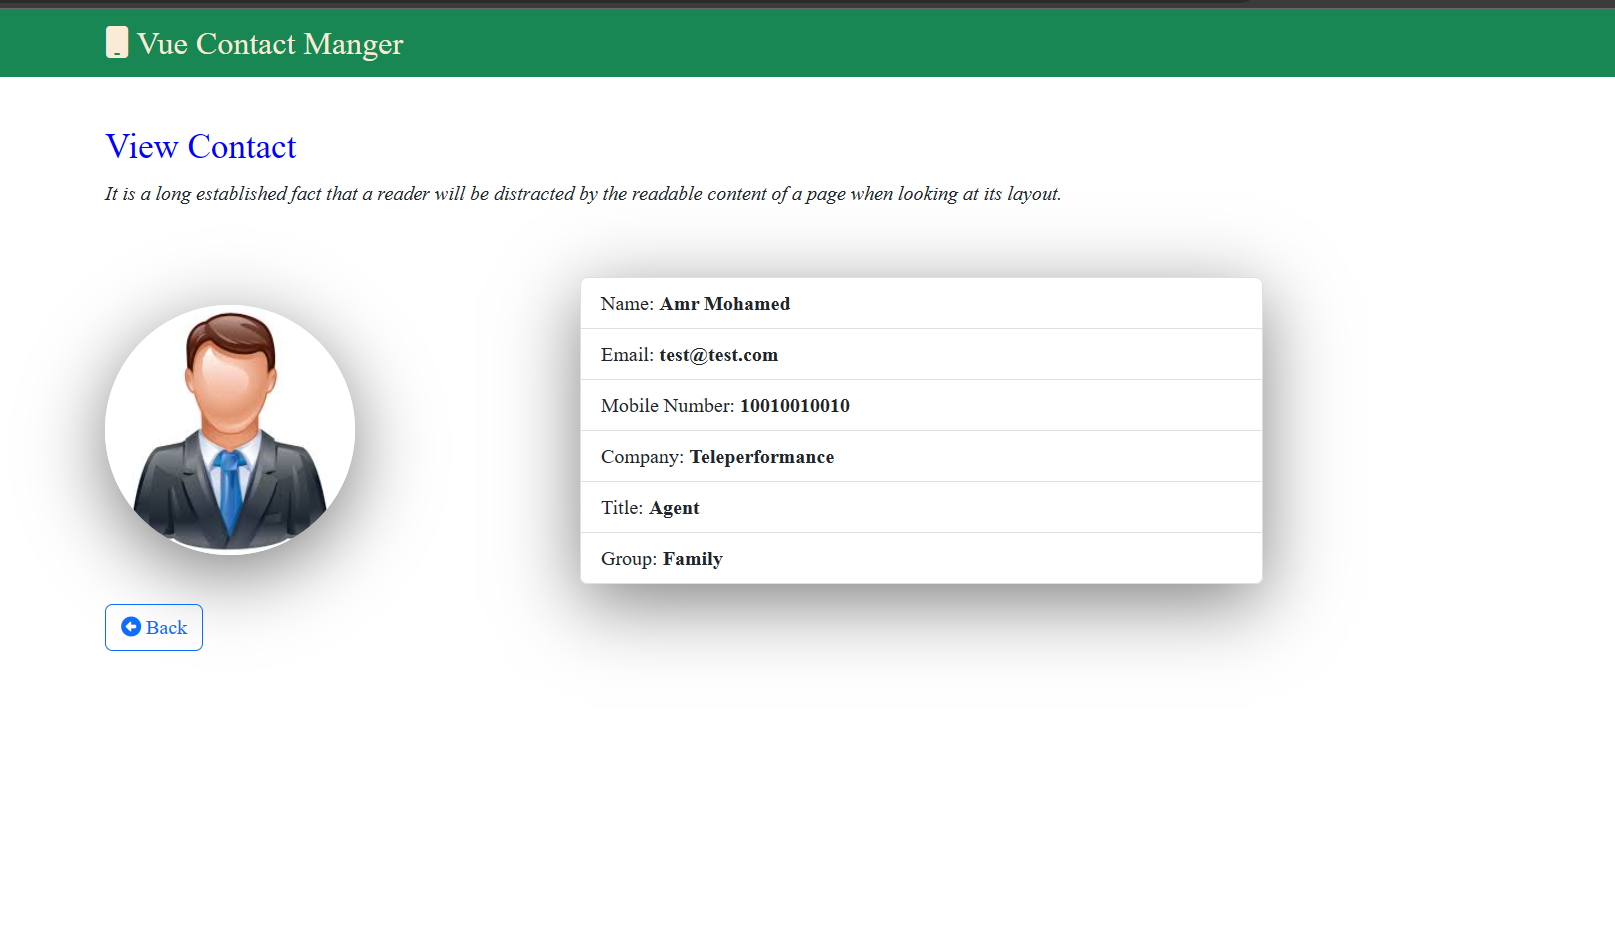 Vue Contact Manger
View Contact
It is a long established fact that a reader will be distracted by the readable content of a page when looking at its layout.
Name: Amr Mohamed
Email: test@test.com
Mobile Number: 10010010010
Company: Teleperformance
Title: Agent
Group: Family
Back